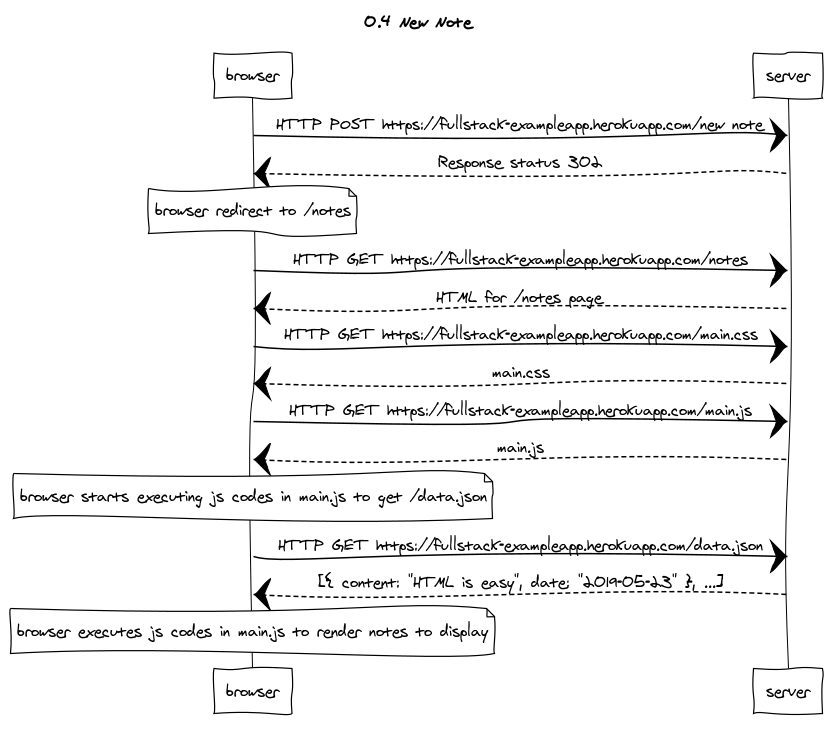 0.4 New Note
browser
server
HTTP POST https://fullstack-exampleapp.herokuapp.com/new note
Response status 302
browser redirect to /notes
HTTP GET https://fullstack-exampleapp.herokuapp.com/notes
HTML for /notes page
HTTP GET https://fullstack-exampleapp.herokuapp.com/main.css
main.css
HTTP GET https://fullstack-exampleapp.herokuapp.com/main.js
main.js
browser starts executing js codes in main.js to get /data.json
HTTP GET https://fullstack-exampleapp.herokuapp.com/data.json
[{ content: "HTML is easy", date: "2019-05-23" }, ...]
browser executes js codes in main.js to render notes to display
browser
server